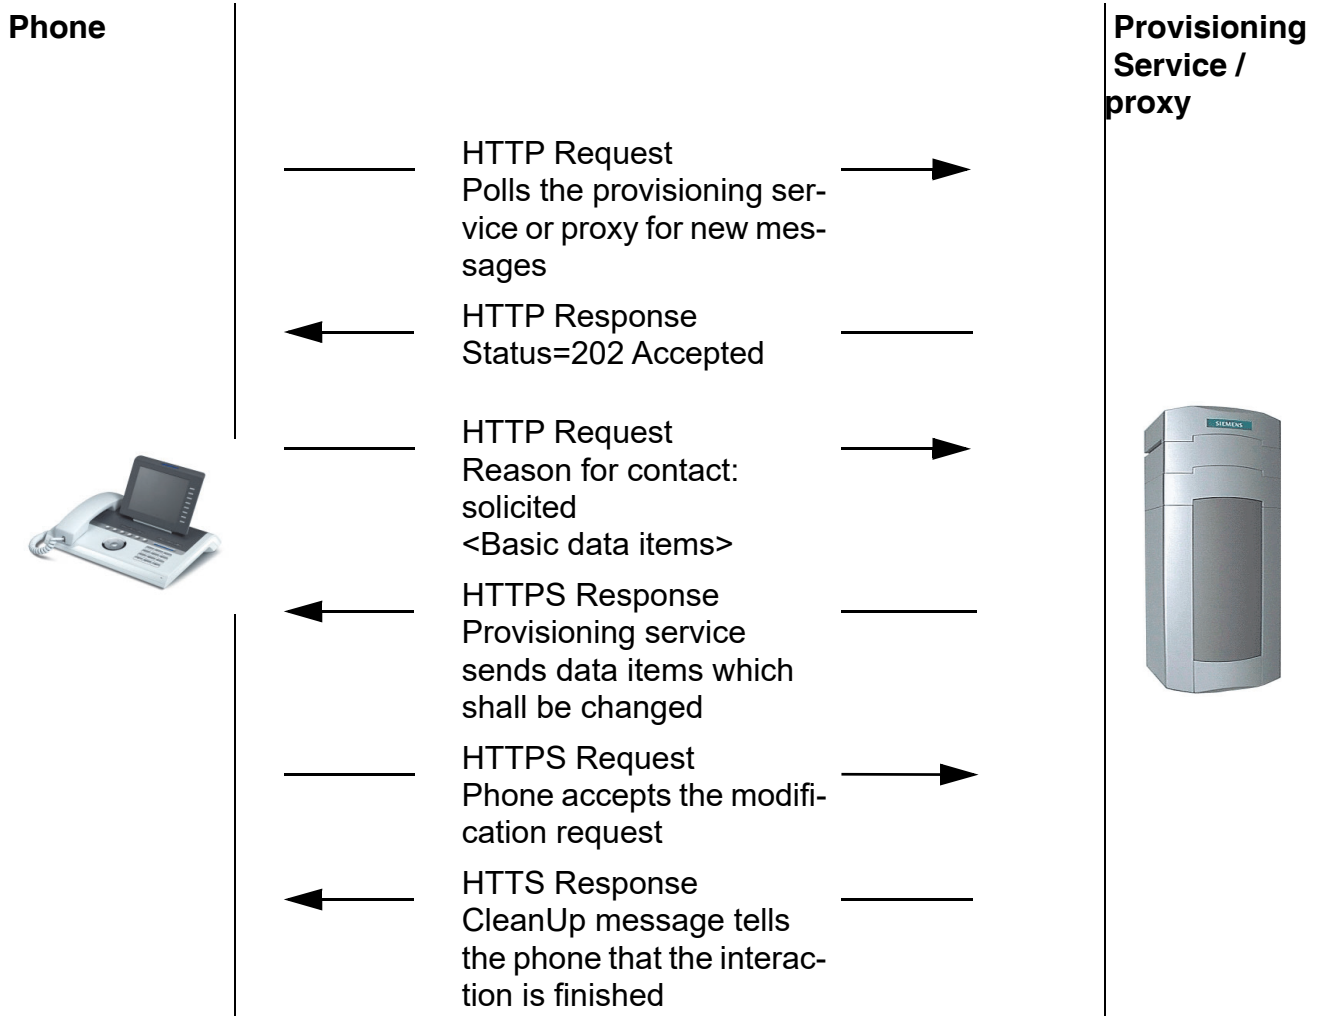 Phone
Provisioning
Service /
proxy
HTTP Request
Polls the provisioning ser-
vice or proxy for new mes-
sages
HTTP Response
Status=202 Accepted
HTTP Request
Reason for contact:
solicited
<Basic data items>
SIEMENS
HTTPS Response
Provisioning service
sends data items which
shall be changed
HTTPS Request
Phone accepts the modifi-
cation request
HTTS Response
CleanUp message tells
the phone that the interac-
tion is finished